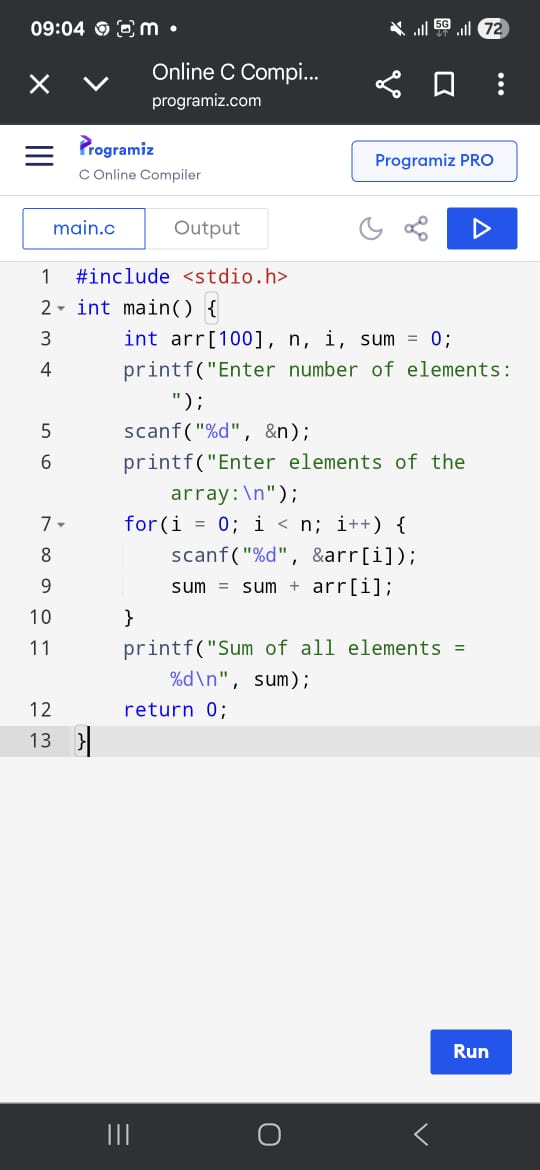 09:04 m •
5G 72
Online C Compi...
programiz.com
Programiz
C Online Compiler
Programiz PRO
main.c Output
1 #include <stdio.h>
2 int main() {
3 int arr[100], n, i, sum = 0;
4 printf("Enter number of elements:
");
5 scanf("%d", &n);
6 printf("Enter elements of the
array:\n");
7 for(i = 0; i < n; i++) {
8 scanf("%d", &arr[i]);
9 sum = sum + arr[i];
10 }
11 printf("Sum of all elements =
%d\n", sum);
12 return 0;
13 }
Run